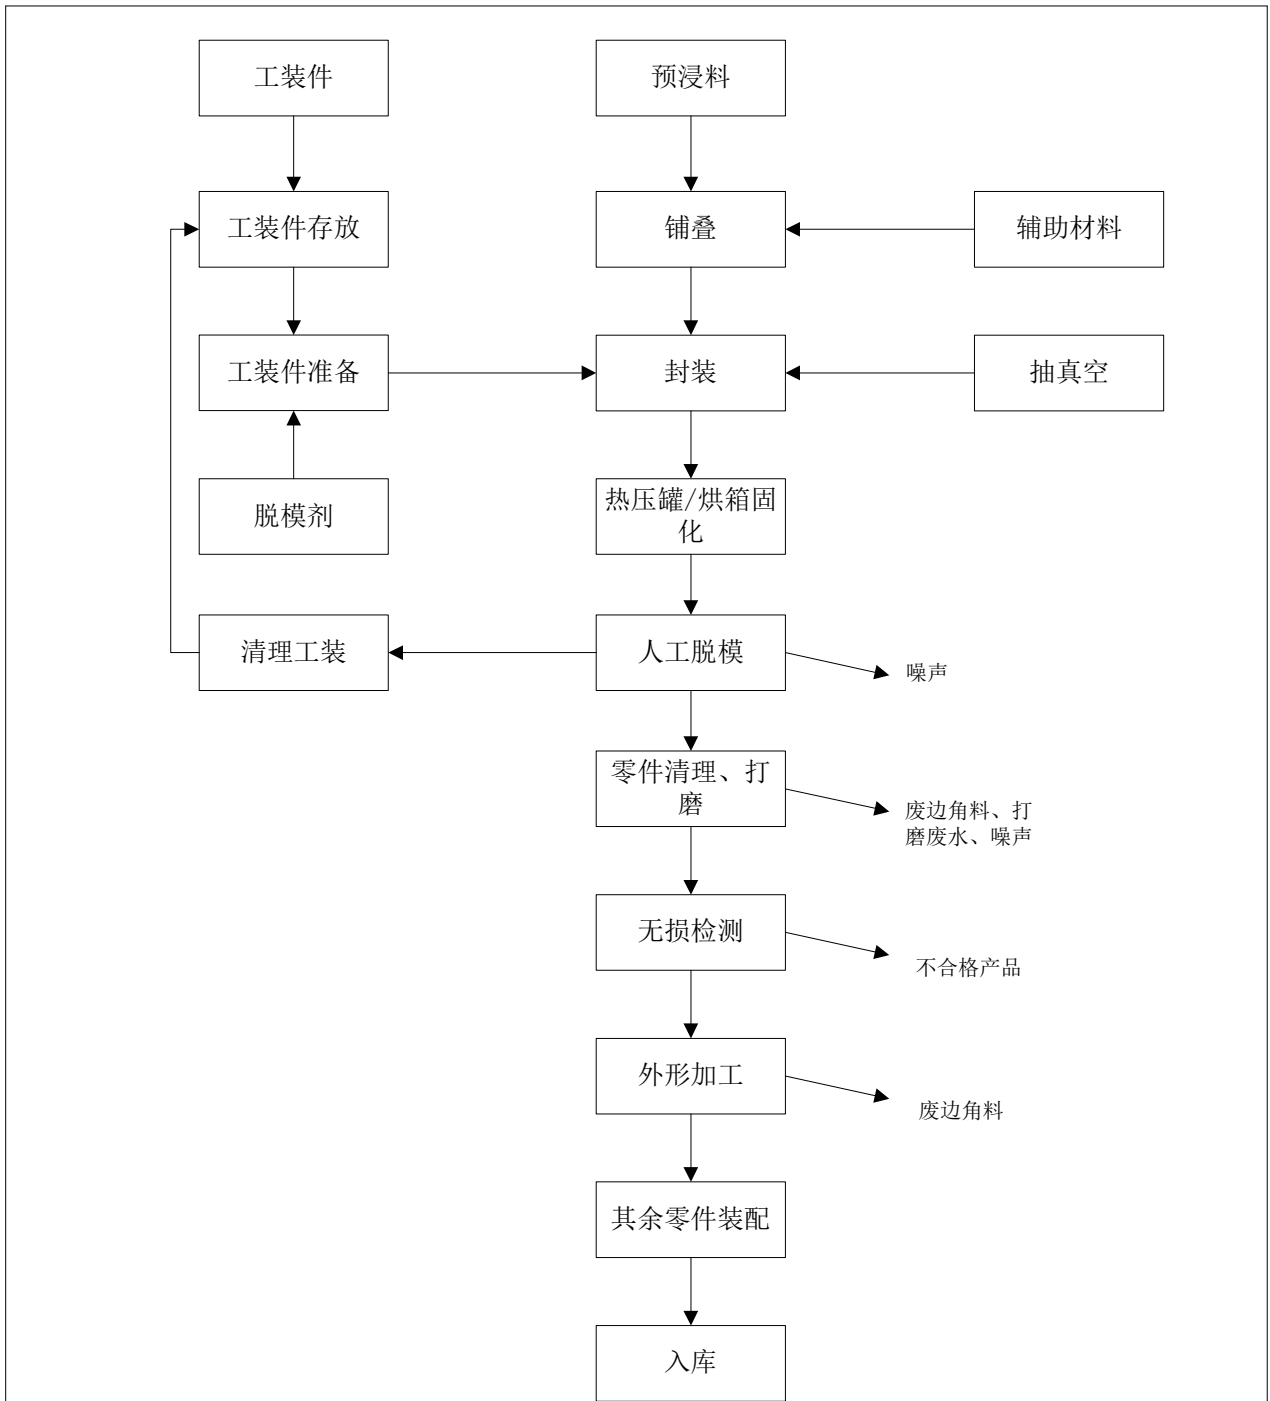 工装件
预浸料
工装件存放
铺叠
辅助材料
工装件准备
封装
抽真空
脱模剂
热压罐/烘箱固
化
清理工装
人工脱模
噪声
零件清理、打
磨
废边角料、打
磨废水、噪声
无损检测
不合格产品
外形加工
废边角料
其余零件装配
入库